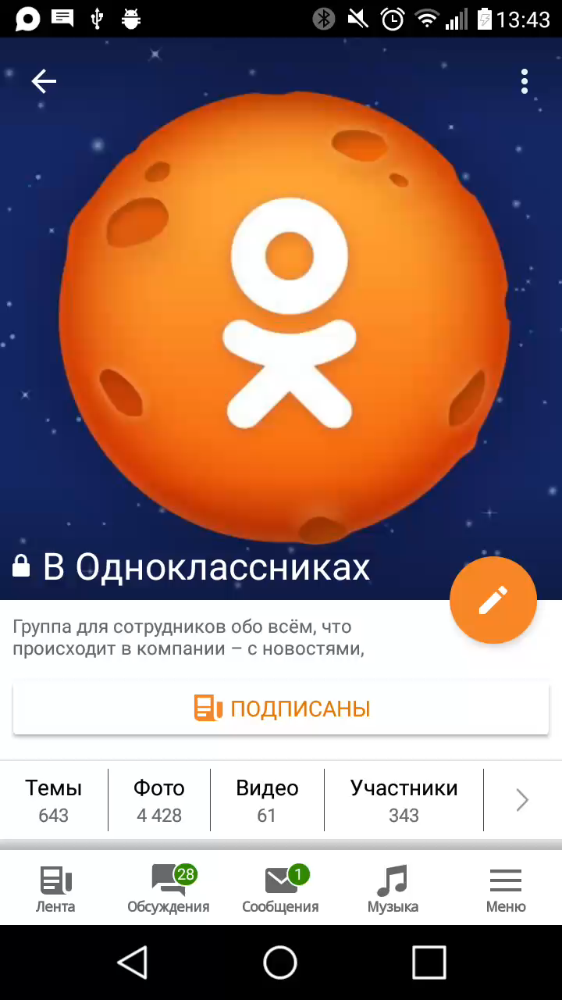 13:43
В Одноклассниках
Группа для сотрудников обо всём, что
происходит в компании – с новостями,
ПОДПИСАНЫ
Темы Фото Видео Участники
643 4 428 61 343
28 1
Лента Обсуждения Сообщения Музыка Меню